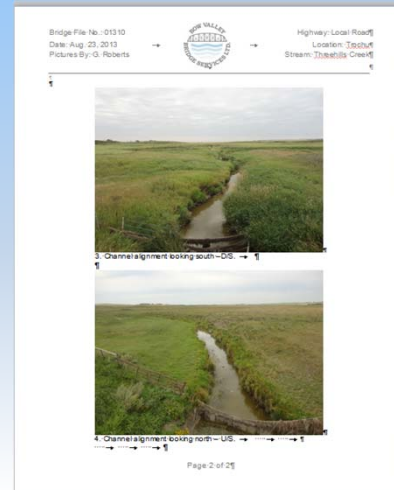 Bridge File No.: 01310
Highway: Local Road
Date: Aug. 23, 2013
Location: Trochu
Pictures By: G. Roberts
Stream: Threehills Creek
BOW VALLEY
BRIDGE SERVICES LTD.
3. Channel alignment looking south – D/S.
4. Channel alignment looking north – U/S.
Page 2 of 2